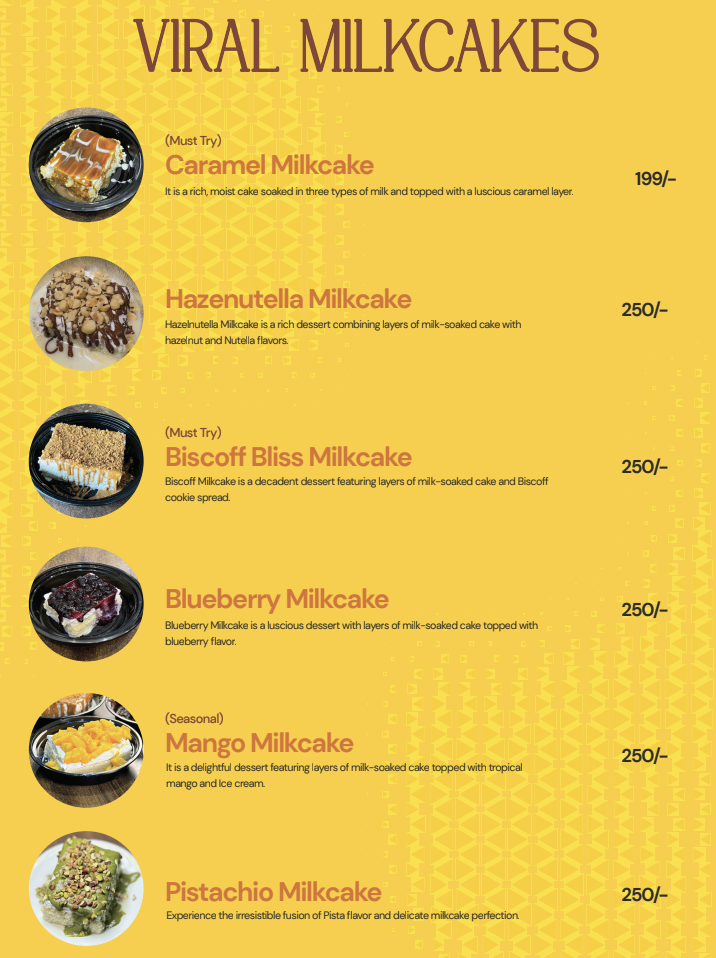 VIRAL MILKCAKES
(Must Try)
Caramel Milkcake
It is a rich, moist cake soaked in three types of milk and topped with a luscious caramel layer.
199/-
Hazenutella Milkcake
Hazelnutella Milkcake is a rich dessert combining layers of milk-soaked cake with
hazelnut and Nutella flavors.
250/-
(Must Try)
Biscoff Bliss Milkcake
Biscoff Milkcake is a decadent dessert featuring layers of milk-soaked cake and Biscoff
cookie spread.
250/-
Blueberry Milkcake
Blueberry Milkcake is a luscious dessert with layers of milk-soaked cake topped with
blueberry flavor.
250/-
(Seasonal)
Mango Milkcake
It is a delightful dessert featuring layers of milk-soaked cake topped with tropical
mango and Ice cream.
250/-
Pistachio Milkcake
Experience the irresistible fusion of Pista flavor and delicate milkcake perfection.
250/-